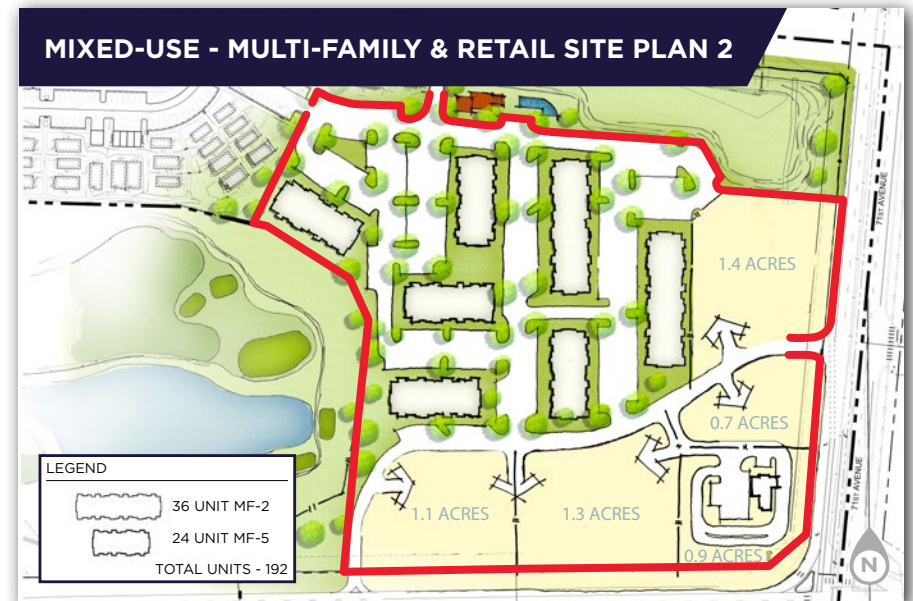 MIXED-USE - MULTI-FAMILY & RETAIL SITE PLAN 2
71ST AVENUE
1.4 ACRES
0.7 ACRES
1.1 ACRES
1.3 ACRES
71ST AVENUE
0.9 ACRES
LEGEND
36 UNIT MF-2
24 UNIT MF-5
TOTAL UNITS - 192
N